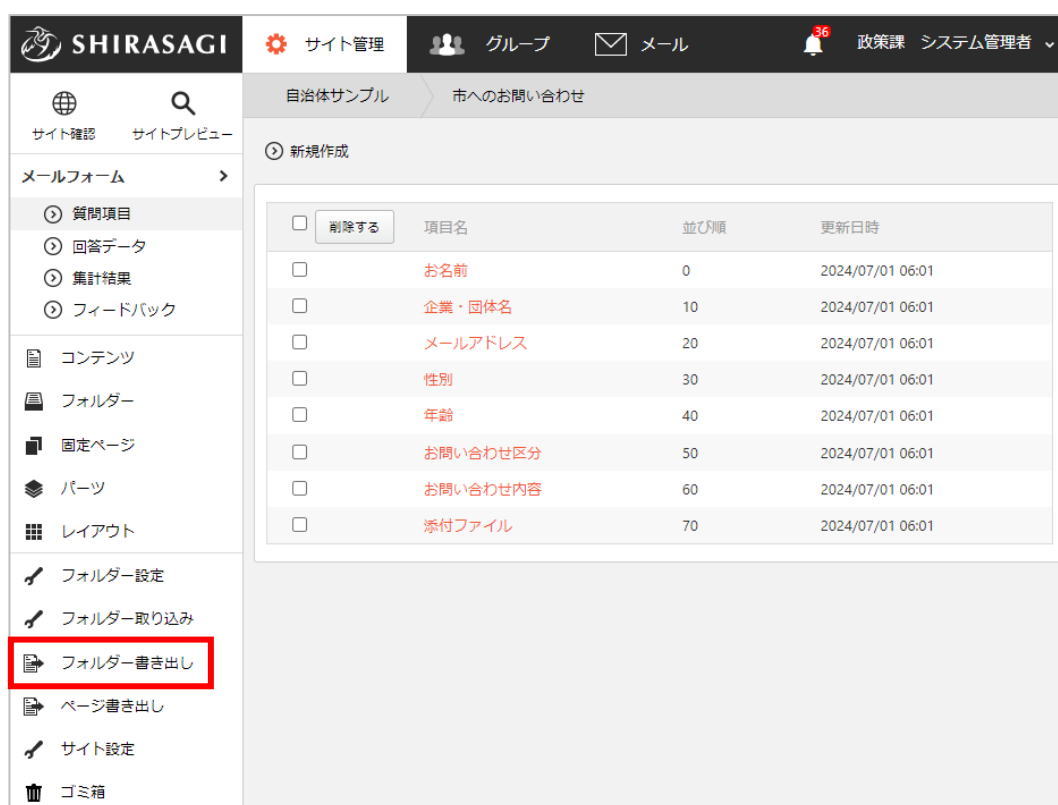 SHIRASAGI サイト管理 グループ メール 36 政策課 システム管理者
サイト確認 サイトプレビュー
自治体サンプル 市へのお問い合わせ
メールフォーム
質問項目
回答データ
集計結果
フィードバック
コンテンツ
フォルダー
固定ページ
パーツ
レイアウト
フォルダー設定
フォルダー取り込み
フォルダー書き出し
ページ書き出し
サイト設定
ゴミ箱
新規作成
削除する 項目名 並び順 更新日時
お名前 0 2024/07/01 06:01
企業・団体名 10 2024/07/01 06:01
メールアドレス 20 2024/07/01 06:01
性別 30 2024/07/01 06:01
年齢 40 2024/07/01 06:01
お問い合わせ区分 50 2024/07/01 06:01
お問い合わせ内容 60 2024/07/01 06:01
添付ファイル 70 2024/07/01 06:01